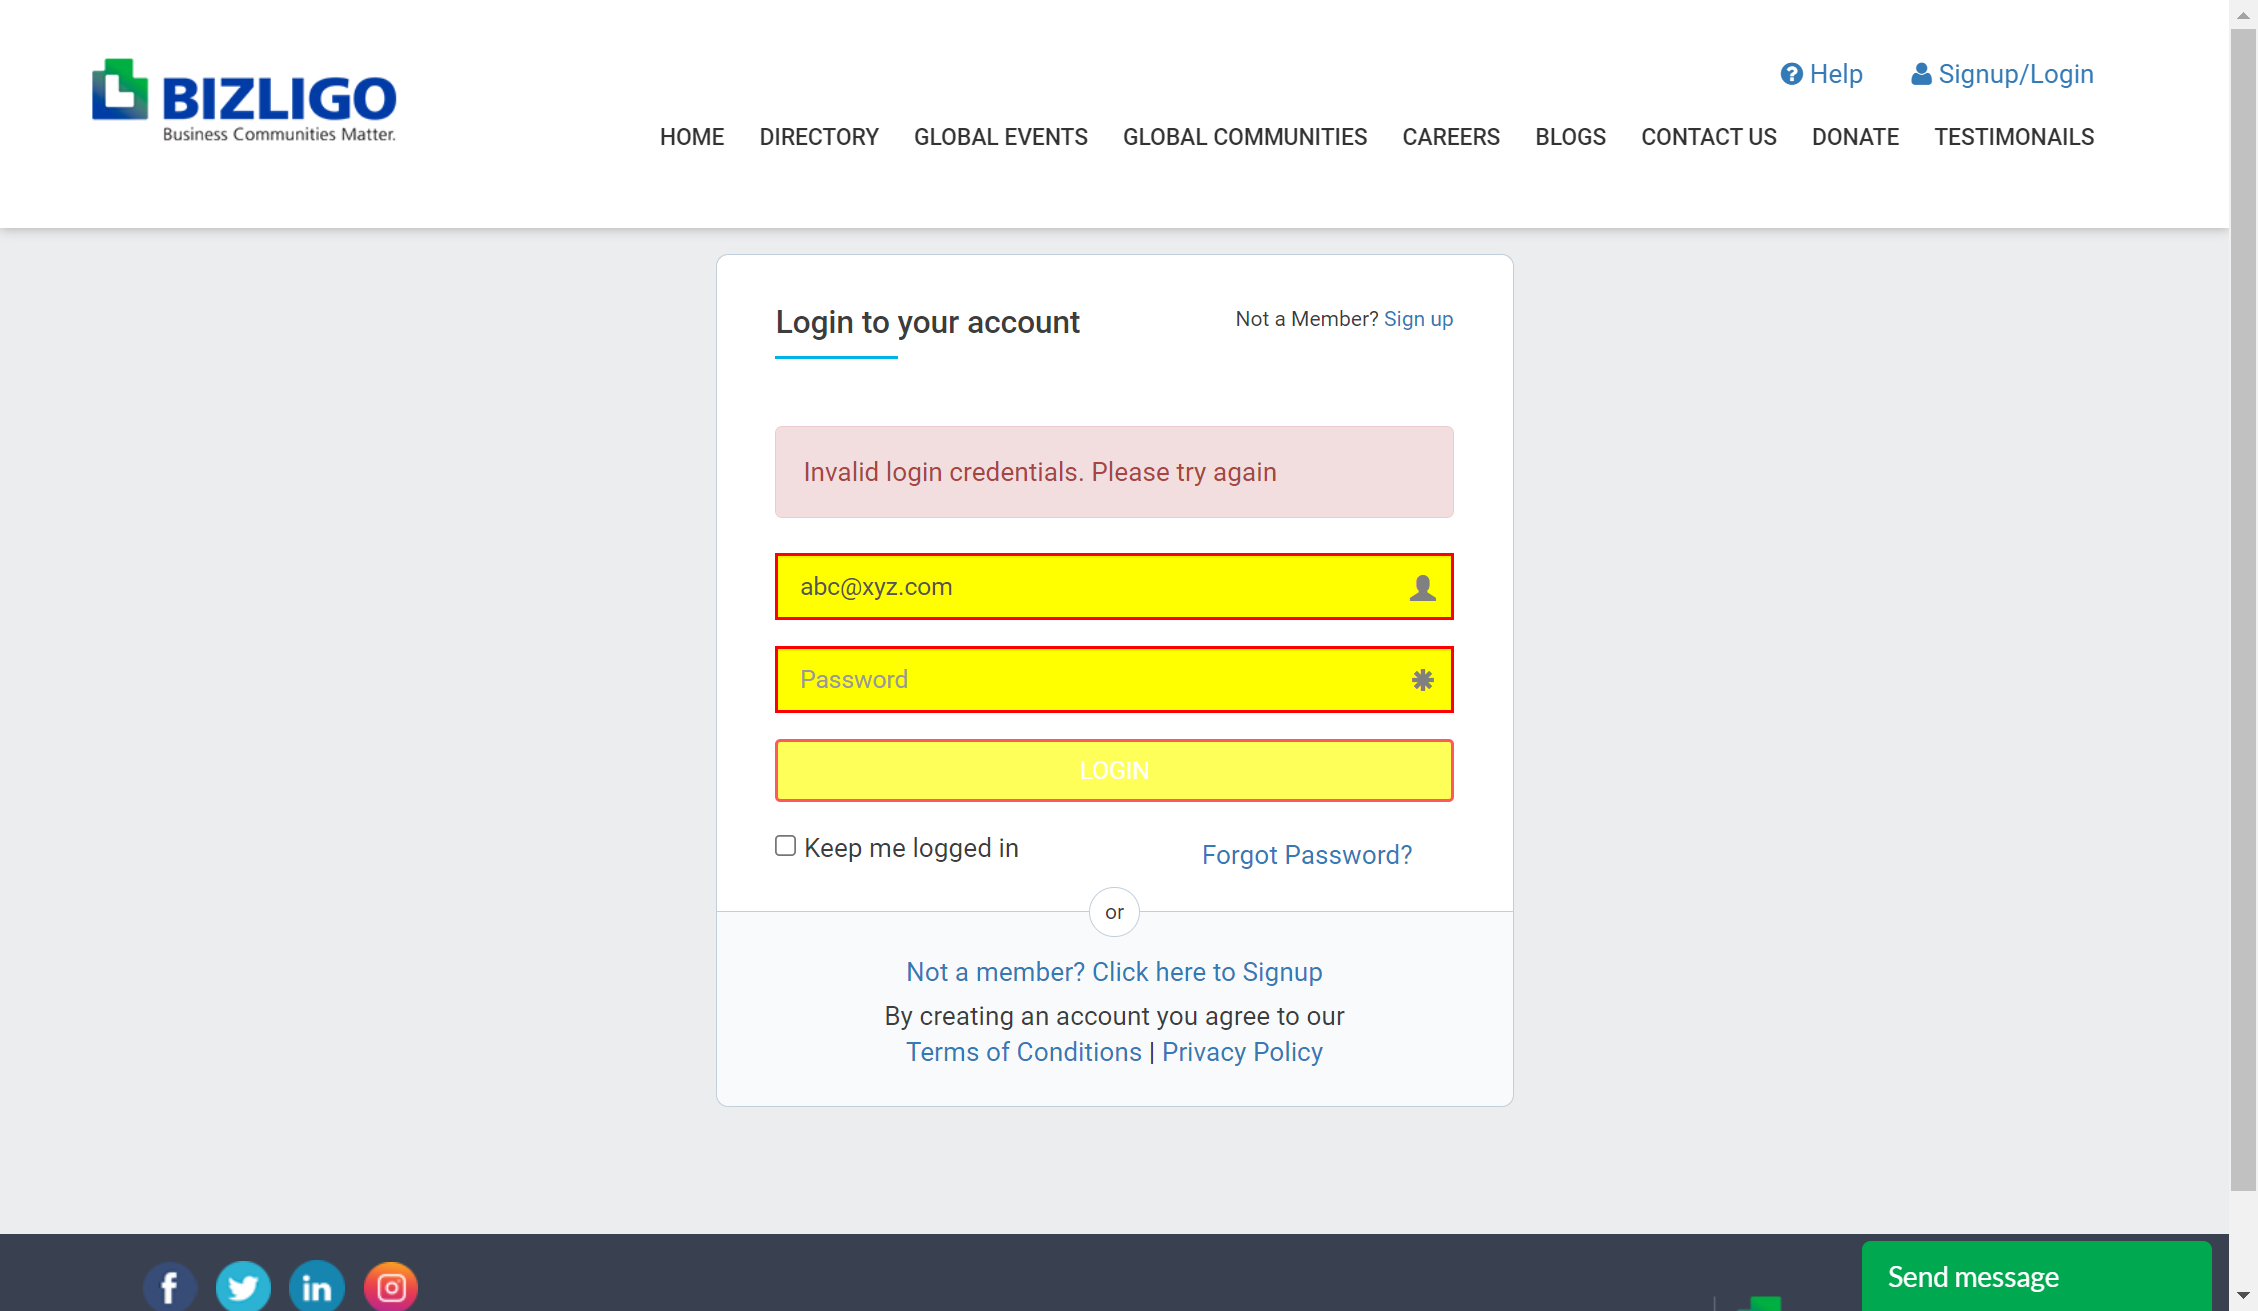 BIZLIGO
Business Communities Matter.
Help
Signup/Login
HOME DIRECTORY GLOBAL EVENTS GLOBAL COMMUNITIES CAREERS BLOGS CONTACT US DONATE TESTIMONAILS
Login to your account
Not a Member? Sign up
Invalid login credentials. Please try again
abc@xyz.com
Password
LOGIN
Keep me logged in
Forgot Password?
or
Not a member? Click here to Signup
By creating an account you agree to our
Terms of Conditions | Privacy Policy
Send message